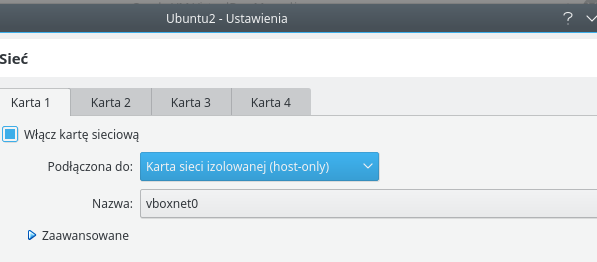 Ubuntu2 - Ustawienia
Sieć
Karta 1 Karta 2 Karta 3 Karta 4
Włącz kartę sieciową
Podłączona do: Karta sieci izolowanej (host-only)
Nazwa: vboxnet0
Zaawansowane